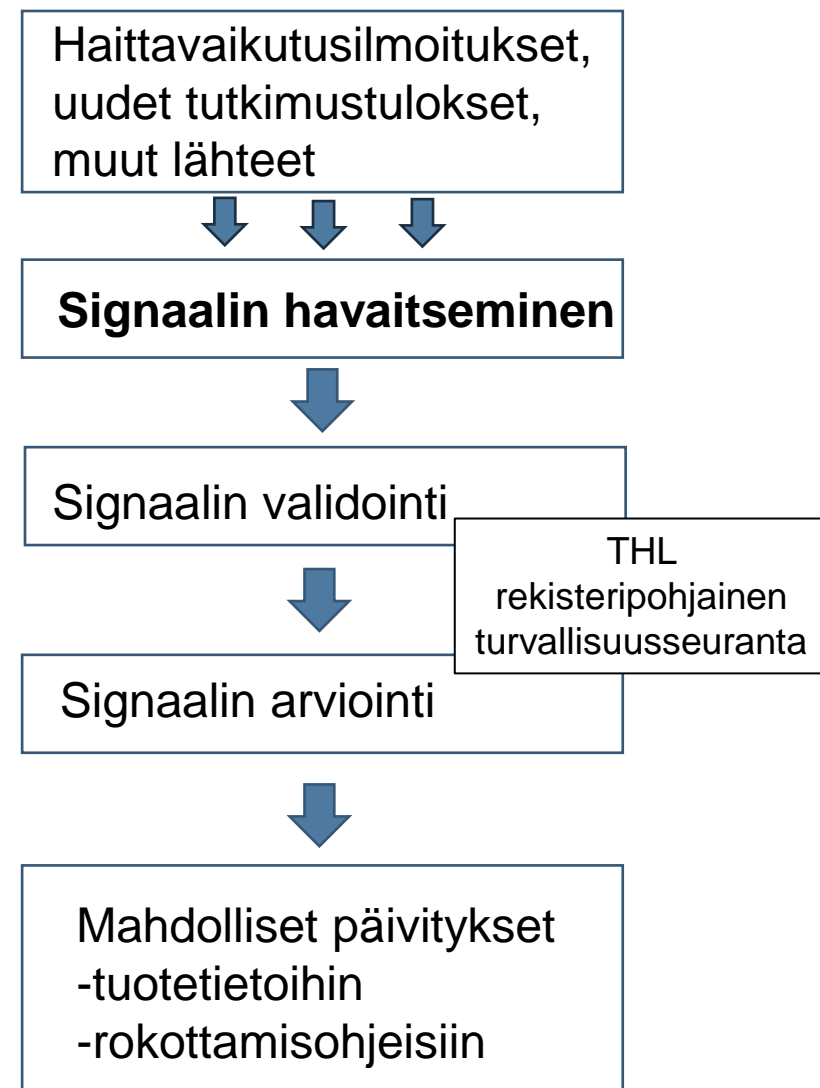 Haittavaikutusilmoitukset,
uudet tutkimustulokset,
muut lähteet
Signaalin havaitseminen
Signaalin validointi
THL
rekisteripohjainen
turvallisuusseuranta
Signaalin arviointi
Mahdolliset päivitykset
-tuotetietoihin
-rokottamisohjeisiin